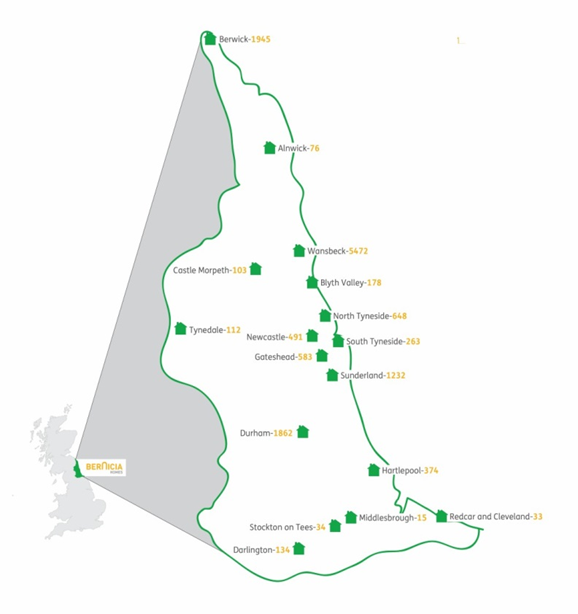 1.
Berwick-1945
Alnwick-76
Wansbeck-5472
Castle Morpeth-103
Blyth Valley-178
North Tyneside-648
Tynedale-112
Newcastle-491
South Tyneside-263
Gateshead-583
Sunderland-1232
Durham-1862
BERNICIA
HOMES
Hartlepool-374
Middlesbrough-15
Redcar and Cleveland-33
Stockton on Tees-34
Darlington-134